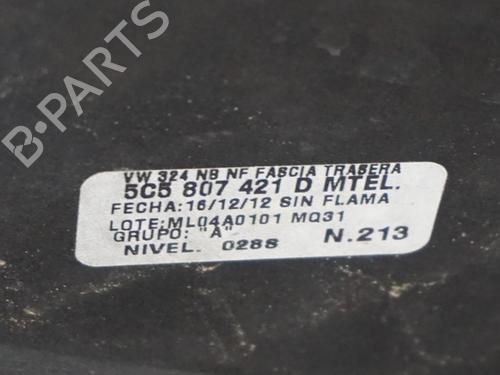 B-PARTS
VW 324 NB NF FASCIA TRASERA
5C5 807 421 D MTEL.
FECHA:16/12/12 SIN FLAMA
LOTE:ML04A0101 MQ31
GRUPO: "A"
NIVEL. 0288 N.213